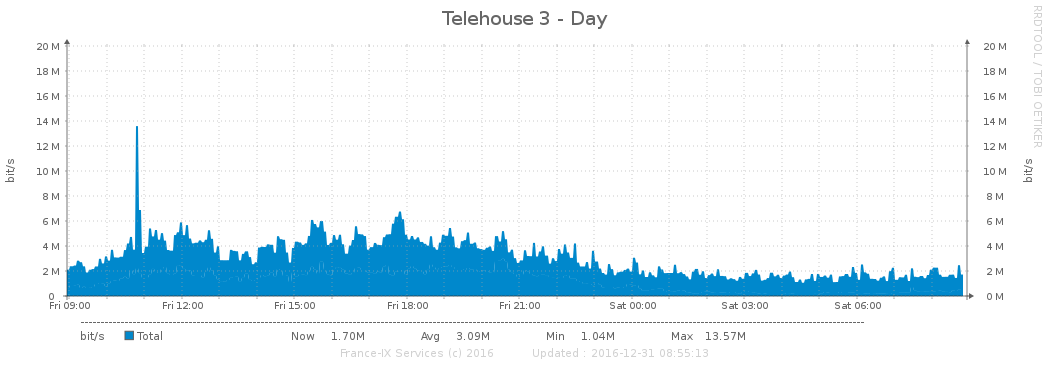 Telehouse 3 - Day
RRDTOOL / TOBI OETIKER
bit/s
bit/s
20 M 20 M
18 M 18 M
16 M 16 M
14 M 14 M
12 M 12 M
10 M 10 M
8 M 8 M
6 M 6 M
4 M 4 M
2 M 2 M
0 0 M
Fri 09:00 Fri 12:00 Fri 15:00 Fri 18:00 Fri 21:00 Sat 00:00 Sat 03:00 Sat 06:00
bit/s Total Now 1.70M Avg 3.09M Min 1.04M Max 13.57M
France-IX Services (c) 2016 Updated : 2016-12-31 08:55:13